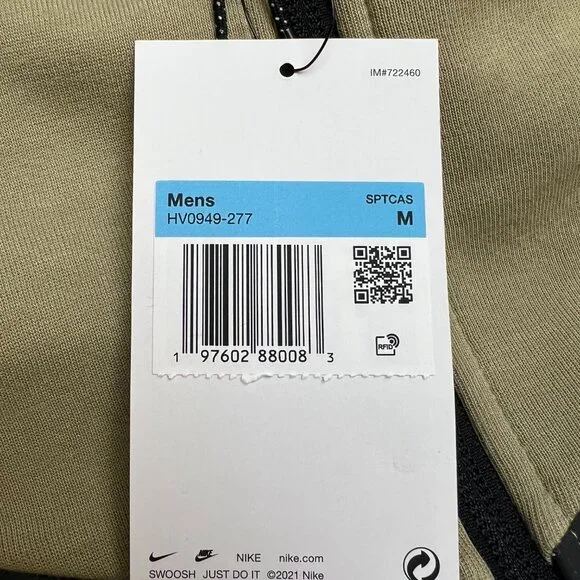 IM#722460
Mens SPTCAS
HV0949-277 M
1 97602 88008 3
RFID
NIKE nike.com
SWOOSH JUST DO IT ©2021 Nike